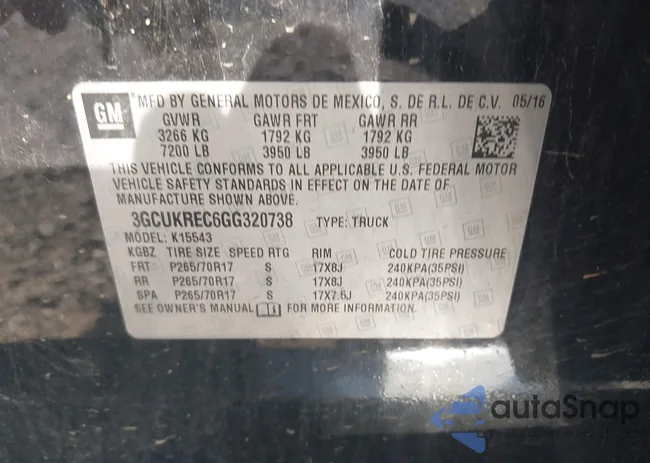 GM
MFD BY GENERAL MOTORS DE MEXICO, S. DE R.L. DE C.V. 05/16
GVWR GAWR FRT GAWR RR
3266 KG 1792 KG 1792 KG
7200 LB 3950 LB 3950 LB
THIS VEHICLE CONFORMS TO ALL APPLICABLE U.S. FEDERAL MOTOR
VEHICLE SAFETY STANDARDS IN EFFECT ON THE DATE OF
MANUFACTURE SHOWN ABOVE.
3GCUKREC6GG320738 TYPE: TRUCK
MODEL: K15543
KGBZ TIRE SIZE SPEED RTG RIM COLD TIRE PRESSURE
FRT P265/70R17 S 17X8J 240KPA(35PSI)
RR P265/70R17 S 17X8J 240KPA(35PSI)
SPA P265/70R17 S 17X7.5J 240KPA(35PSI)
SEE OWNER'S MANUAL FOR MORE INFORMATION.
autaSnap